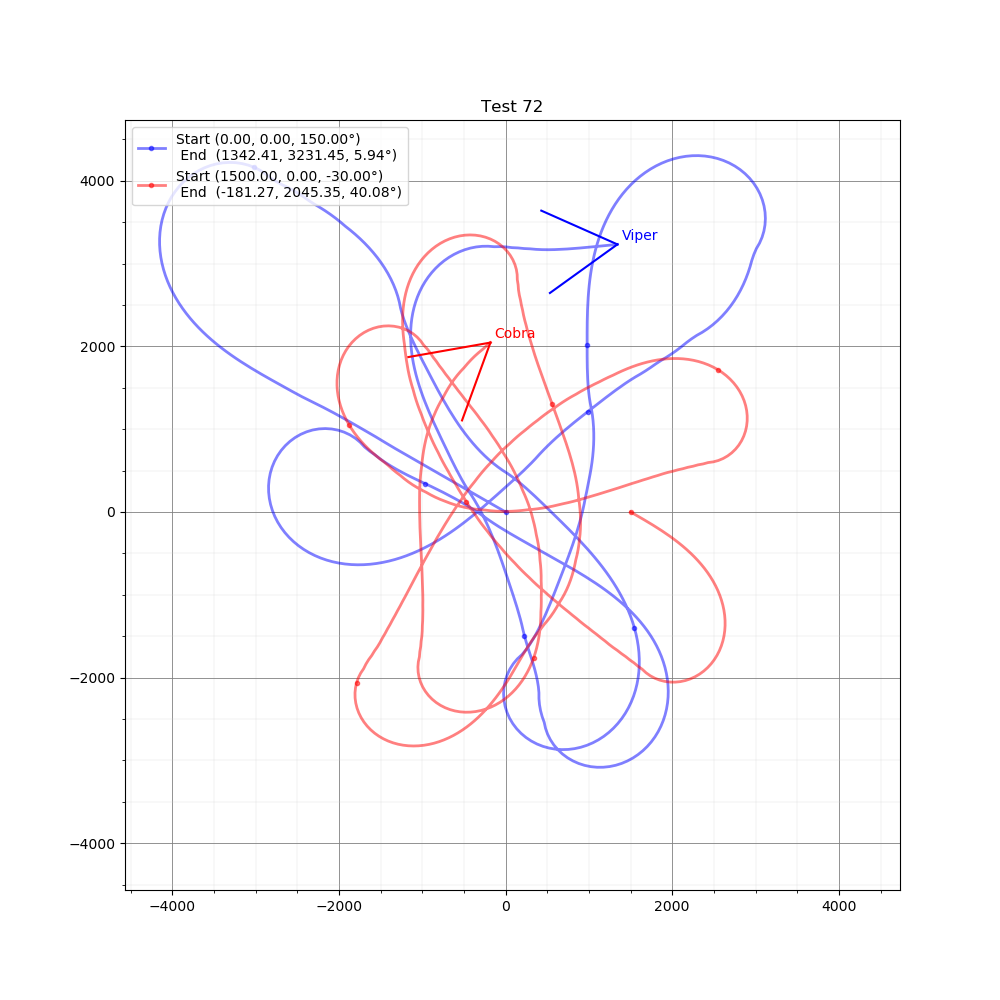 Test 72
Start (0.00, 0.00, 150.00°)
End  (1342.41, 3231.45, 5.94°)
Start (1500.00, 0.00, -30.00°)
End  (-181.27, 2045.35, 40.08°)
Viper
Cobra
4000
2000
0
−2000
−4000
−4000
−2000
0
2000
4000